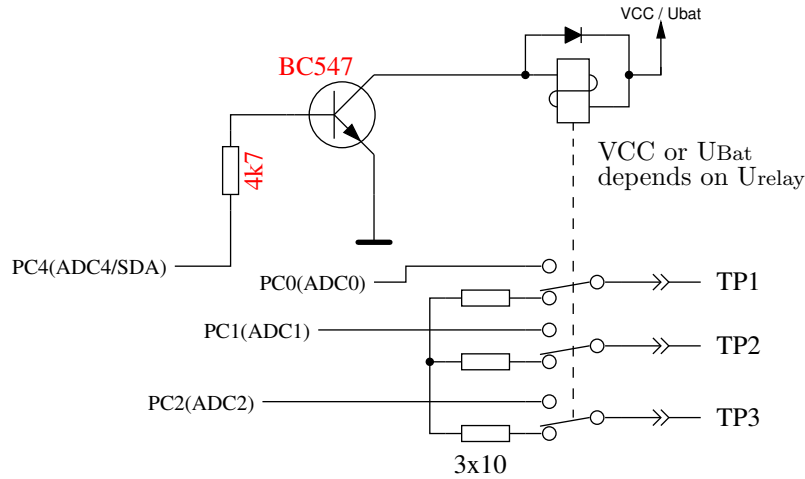 VCC / Ubat
BC547
4k7
VCC or UBat
depends on Urelay
PC4(ADC4/SDA)
PC0(ADC0)
TP1
PC1(ADC1)
TP2
PC2(ADC2)
TP3
3x10